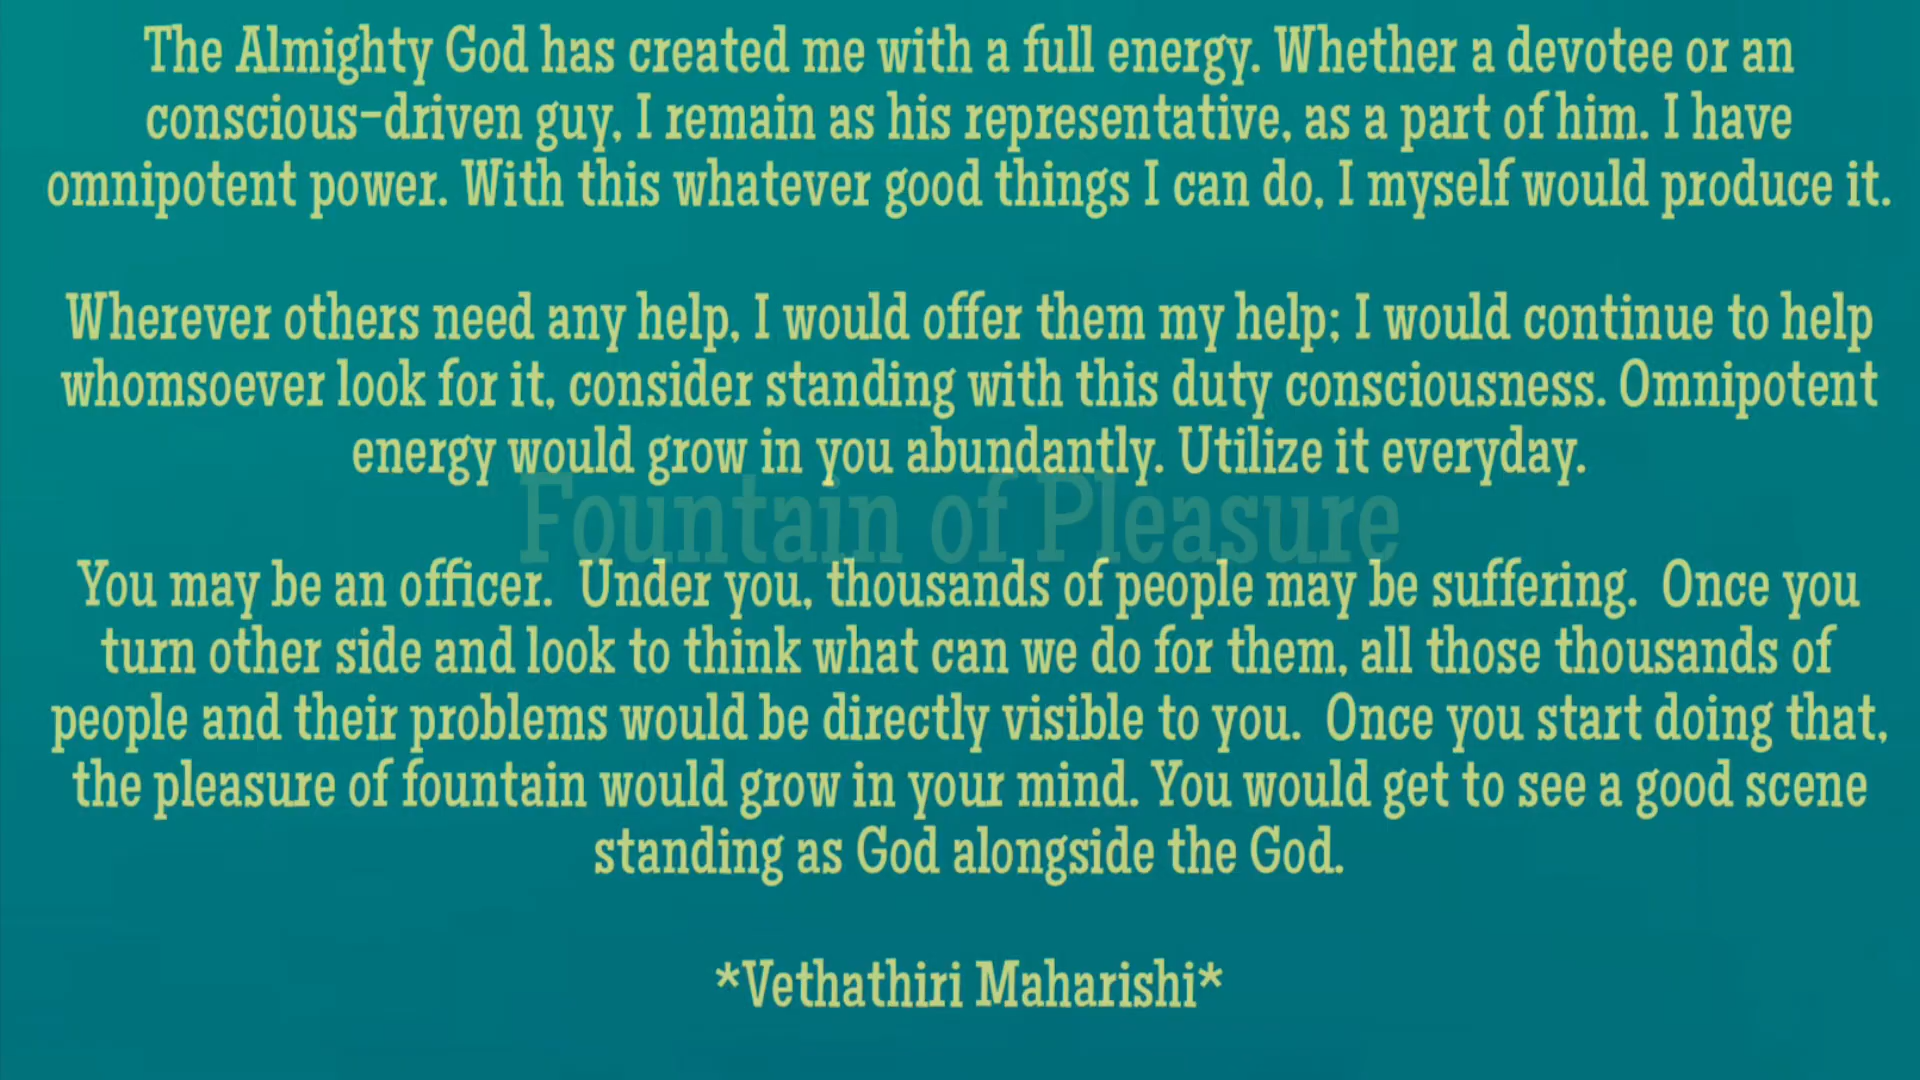 The Almighty God has created me with a full energy. Whether a devotee or an
conscious-driven guy, I remain as his representative, as a part of him. I have
omnipotent power. With this whatever good things I can do, I myself would produce it.
Wherever others need any help, I would offer them my help; I would continue to help
whomsoever look for it, consider standing with this duty consciousness. Omnipotent
energy would grow in you abundantly. Utilize it everyday.
Fountain of Pleasure
You may be an officer.  Under you, thousands of people may be suffering.  Once you
turn other side and look to think what can we do for them, all those thousands of
people and their problems would be directly visible to you.  Once you start doing that,
the pleasure of fountain would grow in your mind. You would get to see a good scene
standing as God alongside the God.
*Vethathiri Maharishi*